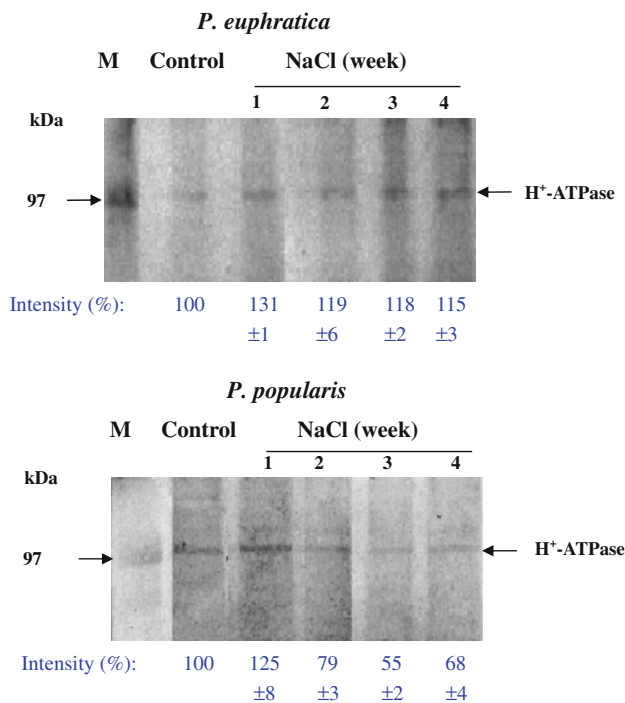 P. euphratica
M Control NaCl (week)
1 2 3 4
kDa
97 H⁺-ATPase
Intensity (%): 100 131 119 118 115
±1 ±6 ±2 ±3
P. popularis
M Control NaCl (week)
1 2 3 4
kDa
97 H⁺-ATPase
Intensity (%): 100 125 79 55 68
±8 ±3 ±2 ±4